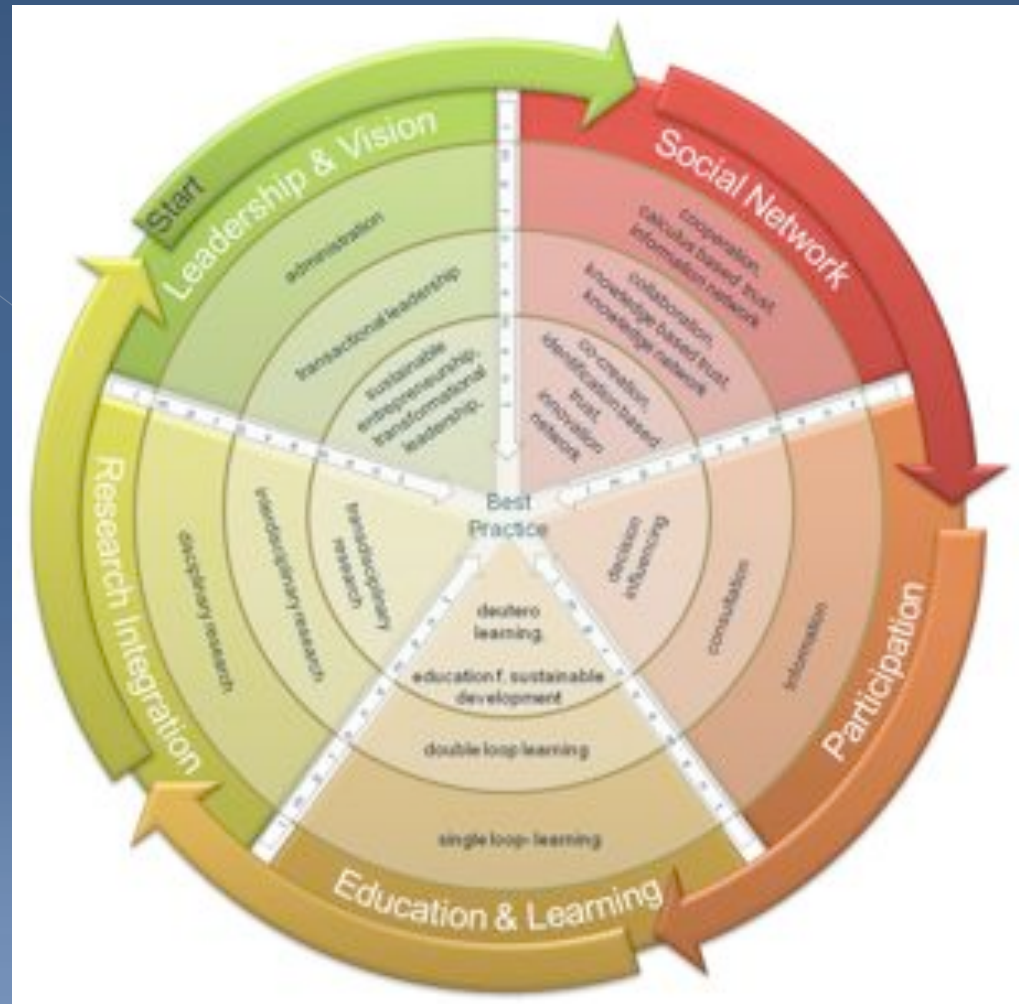 Start
Leadership & Vision
administration
transactional leadership
sustainable
entrepreneurship,
transformational
leadership,
Social Network
cooperation,
calculus based trust,
information network
collaboration,
knowledge based trust,
knowledge network
co-creation,
identification based
trust,
innovation
network
Participation
Information
consultation
decision
influencing
Education & Learning
single loop- learning
double loop learning
education f. sustainable
development
deutero
learning,
Research Integration
disciplinary research
interdisciplinary research
transdisciplinary
research
Best
Practice